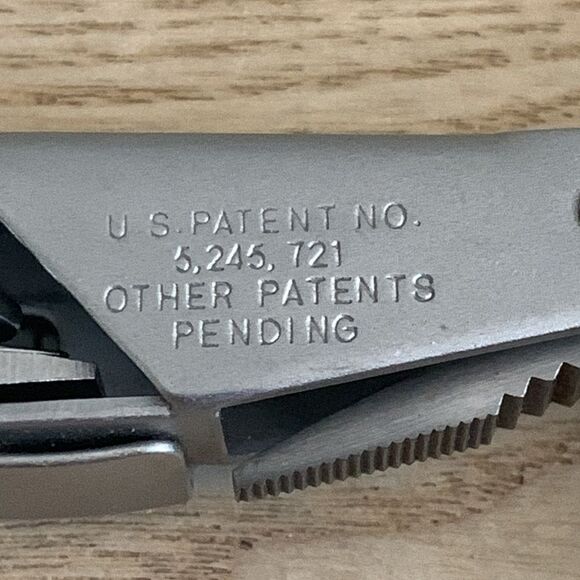 U.S. PATENT NO.
5,245,721
OTHER PATENTS
PENDING